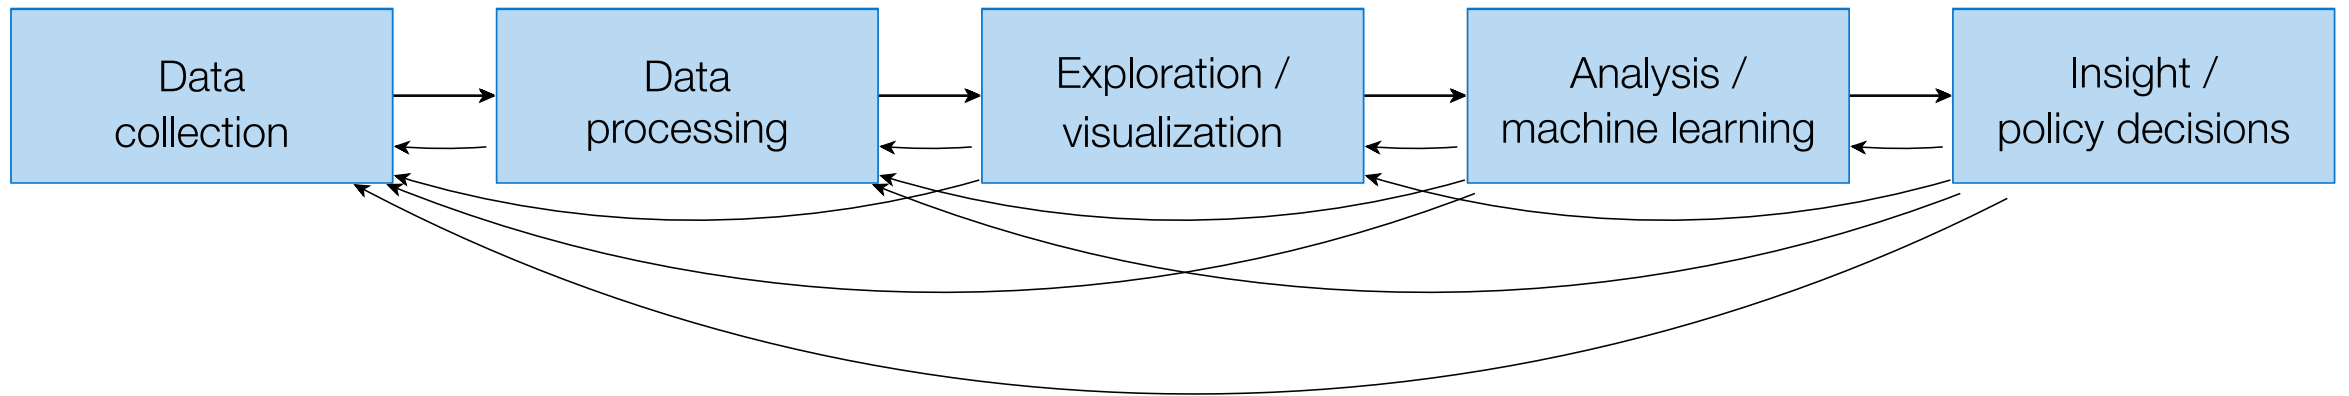 Data
collection
Data
processing
Exploration /
visualization
Analysis /
machine learning
Insight /
policy decisions